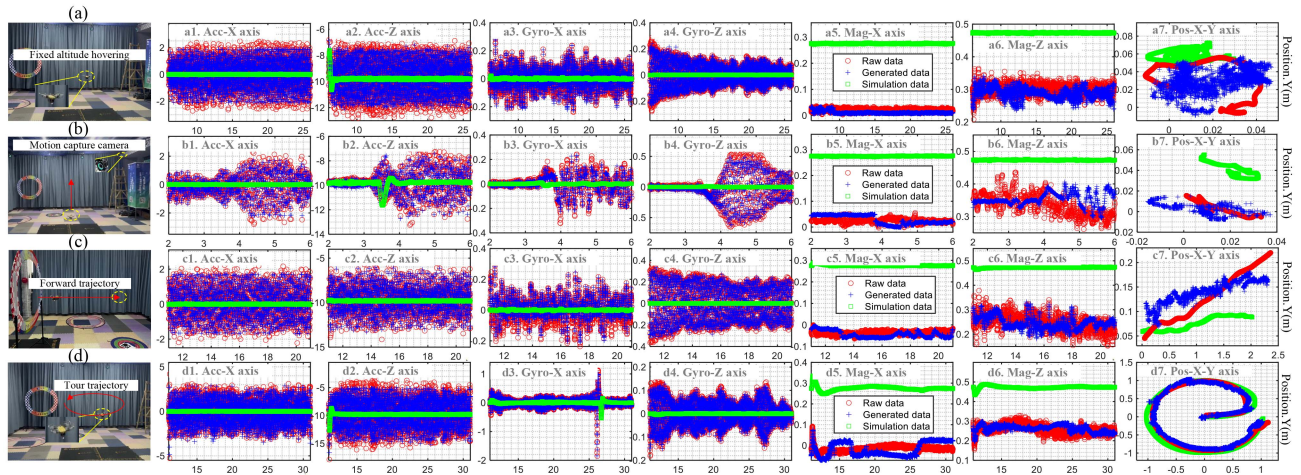 (a)
Fixed altitude hovering
a1. Acc-X axis
a2. Acc-Z axis
a3. Gyro-X axis
a4. Gyro-Z axis
a5. Mag-X axis
Raw data
Generated data
Simulation data
a6. Mag-Z axis
a7. Pos-X-Y axis
Position. Y(m)
(b)
Motion capture camera
b1. Acc-X axis
b2. Acc-Z axis
b3. Gyro-X axis
b4. Gyro-Z axis
b5. Mag-X axis
Raw data
Generated data
Simulation data
b6. Mag-Z axis
b7. Pos-X-Y axis
Position. Y(m)
(c)
Forward trajectory
c1. Acc-X axis
c2. Acc-Z axis
c3. Gyro-X axis
c4. Gyro-Z axis
c5. Mag-X axis
Raw data
Generated data
Simulation data
c6. Mag-Z axis
c7. Pos-X-Y axis
Position. Y(m)
(d)
Tour trajectory
d1. Acc-X axis
d2. Acc-Z axis
d3. Gyro-X axis
d4. Gyro-Z axis
d5. Mag-X axis
Raw data
Generated data
Simulation data
d6. Mag-Z axis
d7. Pos-X-Y axis
Position. Y(m)